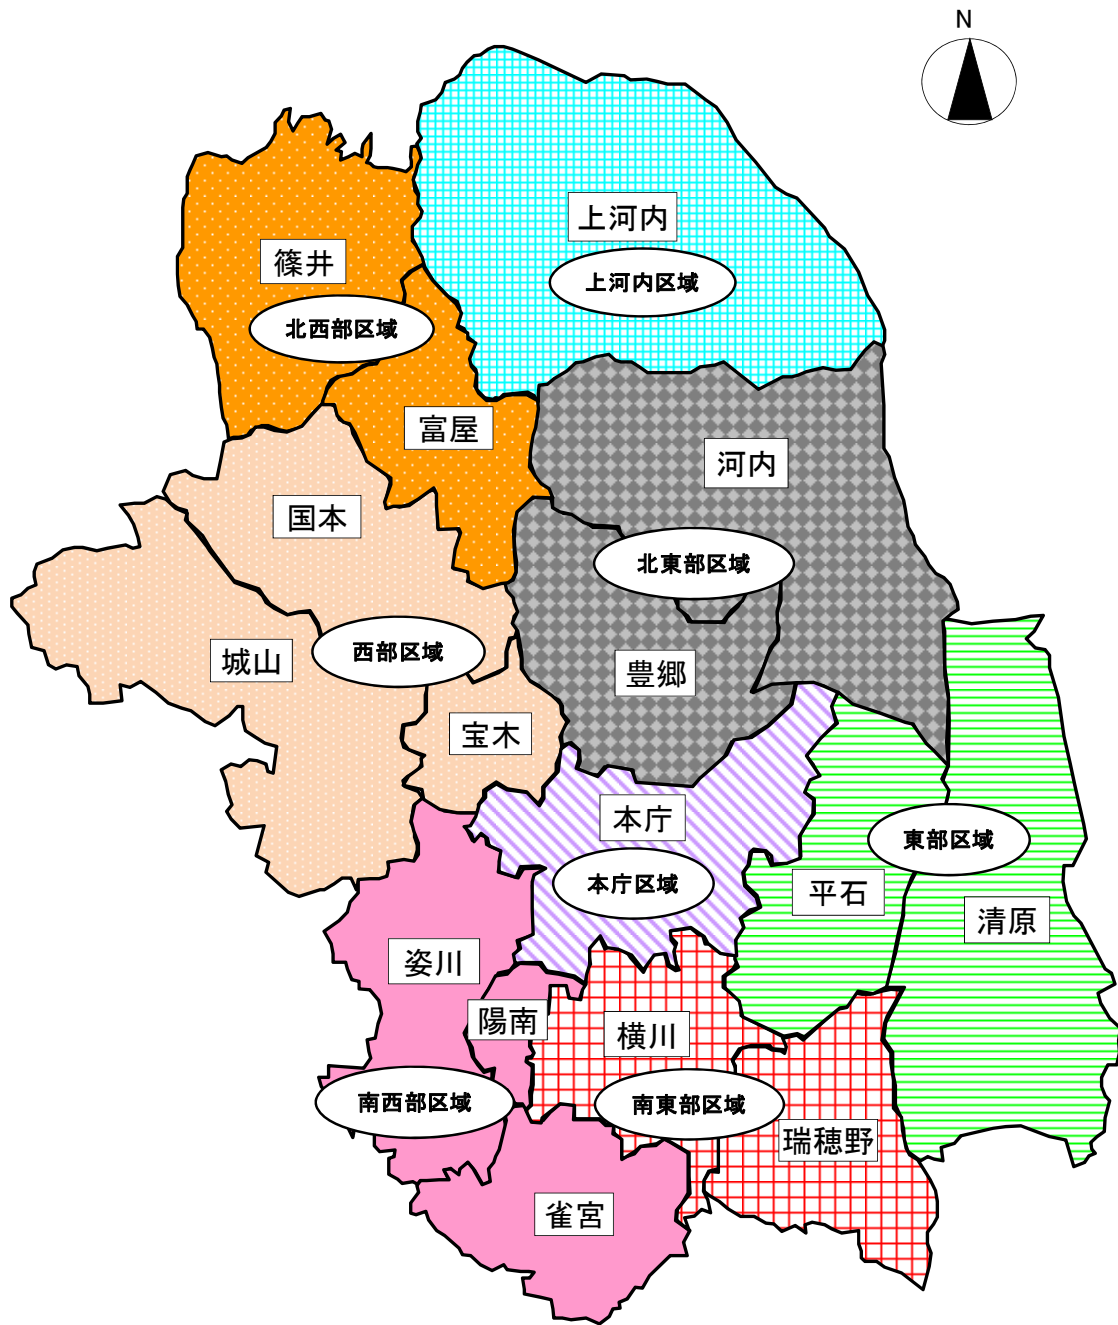 N
上河内
上河内区域
篠井
北西部区域
富屋
河内
国本
北東部区域
城山
西部区域
豊郷
宝木
本庁
東部区域
本庁区域
平石
清原
姿川
陽南
横川
南西部区域
南東部区域
瑞穂野
雀宮